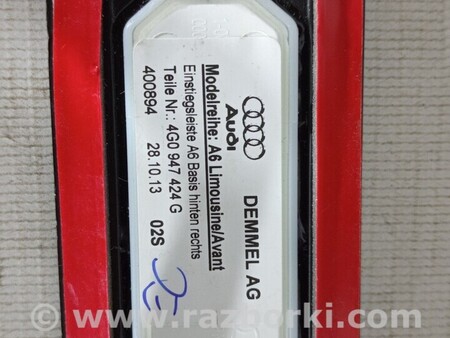 Audi
DEMMEL AG
Modelreihe: A6 Limousine/Avant
Einstiegsleiste A6 Basis hinten rechts
Teile Nr.: 4G0 947 424 G
400894
28.10.13
02S
© www.razborki.com